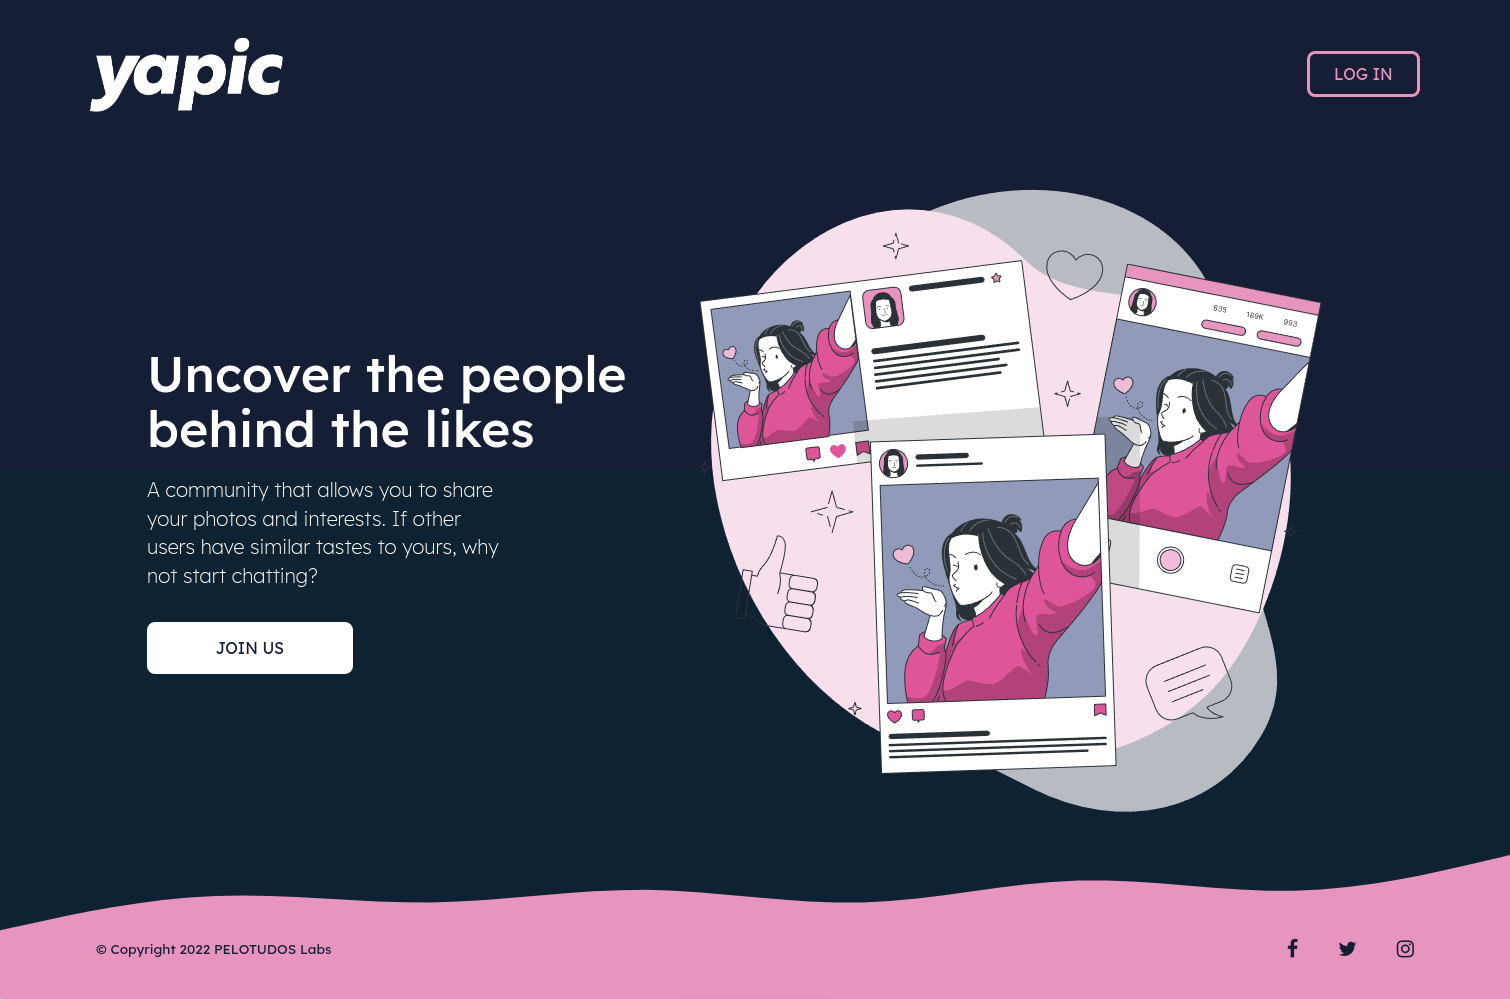 yapic
LOG IN
635 189K 993
Uncover the people
behind the likes
A community that allows you to share
your photos and interests. If other
users have similar tastes to yours, why
not start chatting?
JOIN US
© Copyright 2022 PELOTUDOS Labs